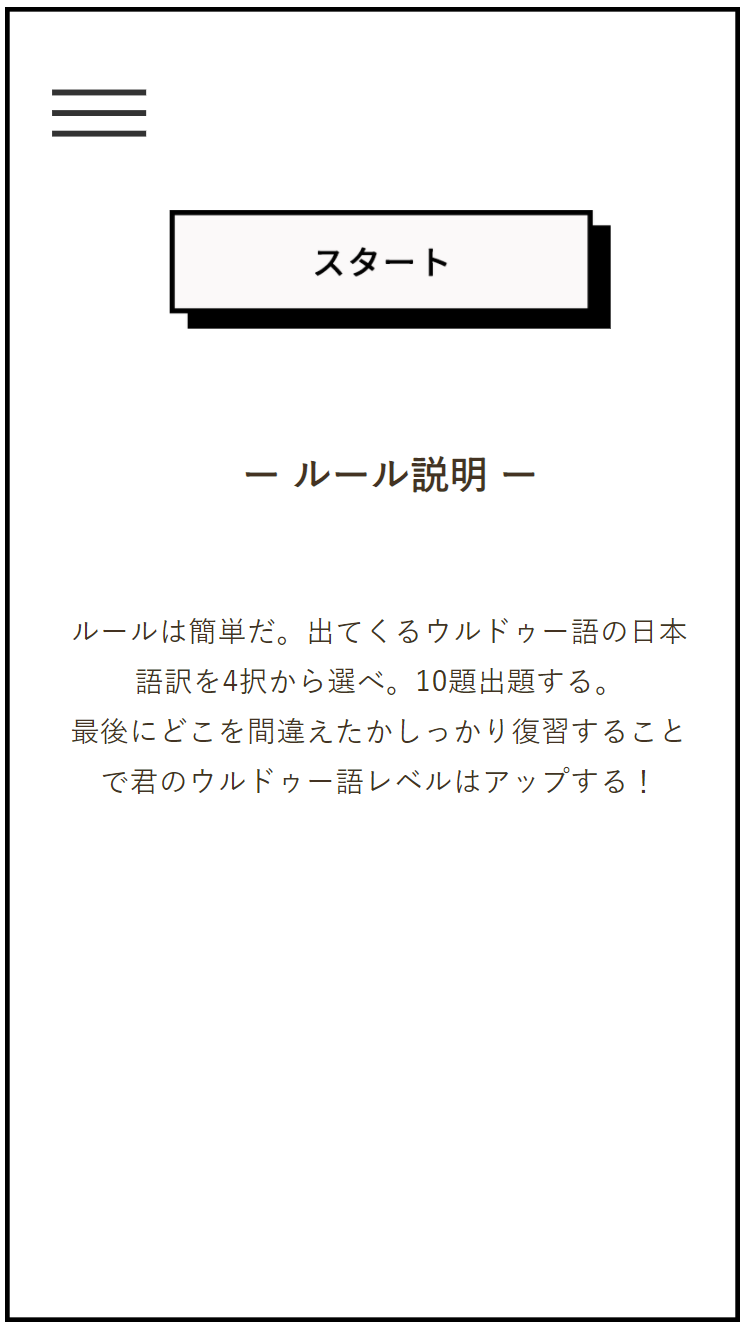 スタート
ー ルール説明 ー
ルールは簡単だ。出てくるウルドゥー語の日本
語訳を4択から選べ。10題出題する。
最後にどこを間違えたかしっかり復習すること
で君のウルドゥー語レベルはアップする！